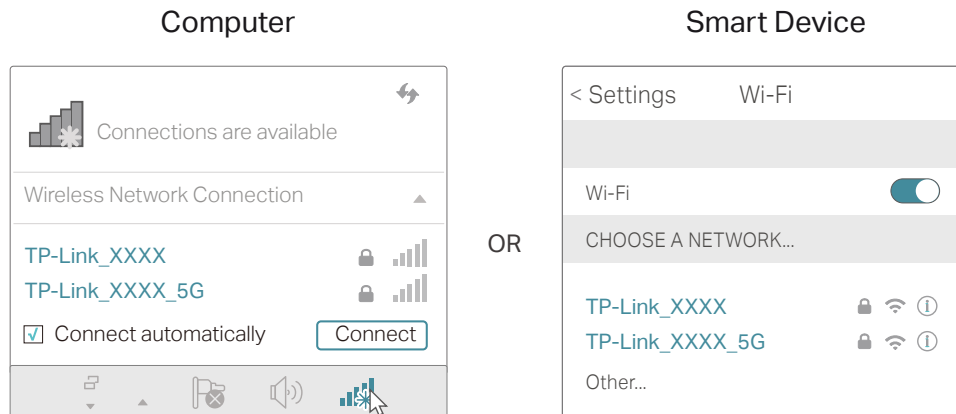 Computer
Connections are available
Wireless Network Connection
TP-Link_XXXX
TP-Link_XXXX_5G
Connect automatically
Connect
OR
Smart Device
< Settings
Wi-Fi
Wi-Fi
CHOOSE A NETWORK...
TP-Link_XXXX
TP-Link_XXXX_5G
Other...